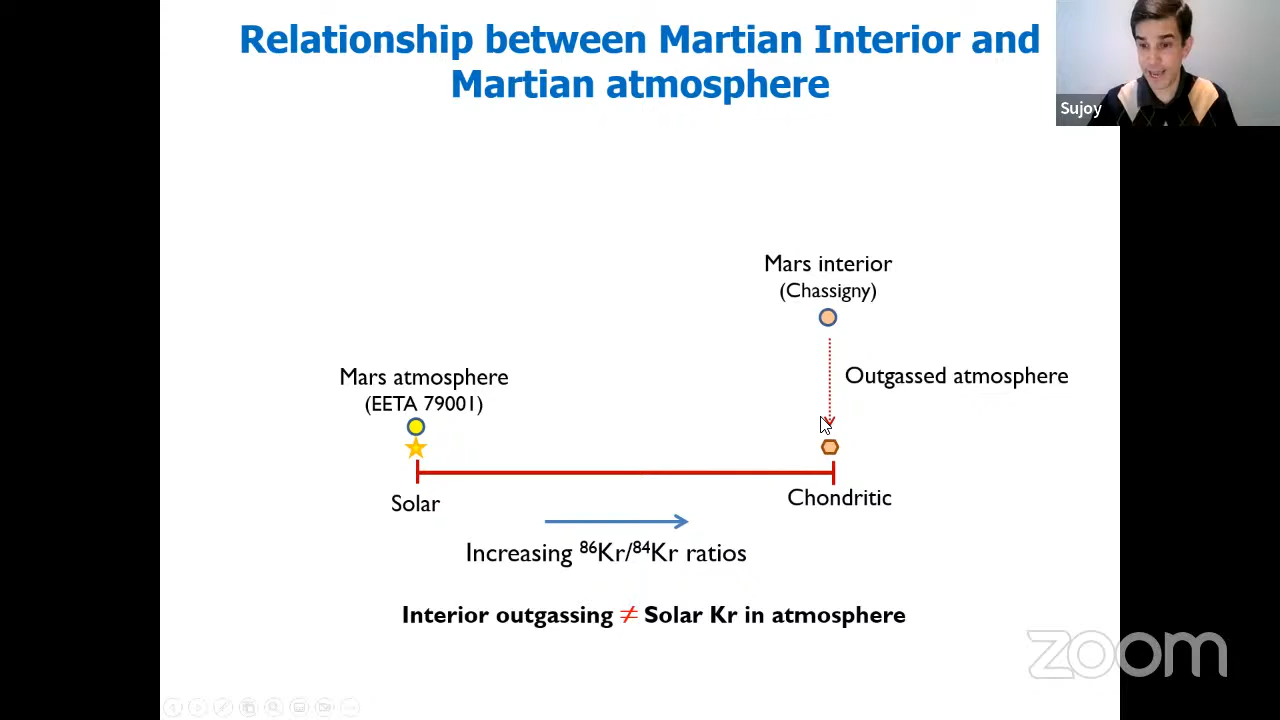 Relationship between Martian Interior and
Martian atmosphere
Sujoy
Mars interior
(Chassigny)
Mars atmosphere
(EETA 79001)
Outgassed atmosphere
Solar
Chondritic
Increasing ⁸⁶Kr/⁸⁴Kr ratios
Interior outgassing ≠ Solar Kr in atmosphere
zoom